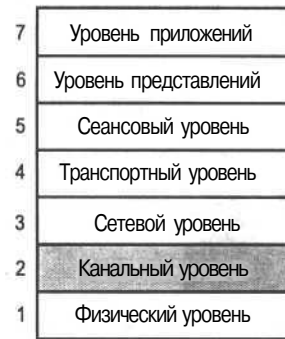 7 Уровень приложений
6 Уровень представлений
5 Сеансовый уровень
4 Транспортный уровень
3 Сетевой уровень
2 Канальный уровень
1 Физический уровень